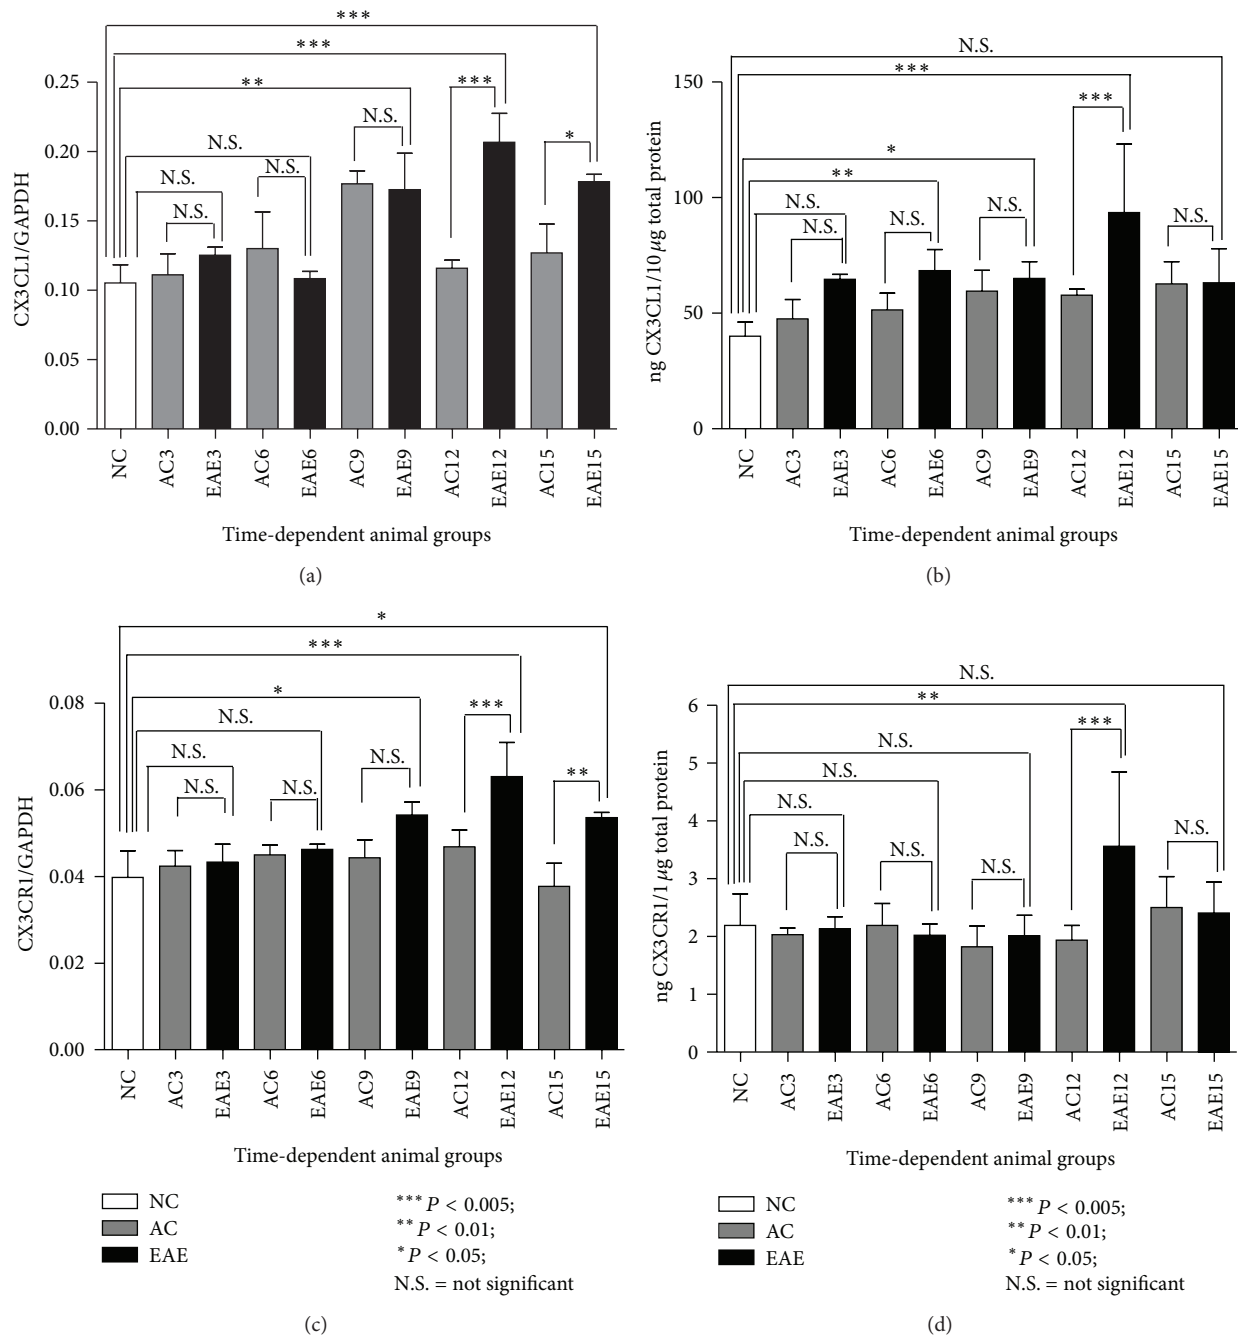 ***
***
**
***
N.S.
*
N.S.
N.S.
N.S.
N.S.
0.25
0.20
0.15
0.10
0.05
0.00
CX3CL1/GAPDH
NC
AC3
EAE3
AC6
EAE6
AC9
EAE9
AC12
EAE12
AC15
EAE15
Time-dependent animal groups
(a)
N.S.
***
***
*
**
N.S.
N.S.
N.S.
N.S.
N.S.
150
100
50
0
ng CX3CL1/10 μg total protein
NC
AC3
EAE3
AC6
EAE6
AC9
EAE9
AC12
EAE12
AC15
EAE15
Time-dependent animal groups
(b)
*
***
*
***
N.S.
N.S.
N.S.
**
N.S.
N.S.
0.08
0.06
0.04
0.02
0.00
CX3CR1/GAPDH
NC
AC3
EAE3
AC6
EAE6
AC9
EAE9
AC12
EAE12
AC15
EAE15
Time-dependent animal groups
NC
AC
EAE
*** P < 0.005;
** P < 0.01;
* P < 0.05;
N.S. = not significant
(c)
N.S.
**
***
N.S.
N.S.
N.S.
N.S.
N.S.
N.S.
N.S.
6
5
4
3
2
1
0
ng CX3CR1/1 μg total protein
NC
AC3
EAE3
AC6
EAE6
AC9
EAE9
AC12
EAE12
AC15
EAE15
Time-dependent animal groups
NC
AC
EAE
*** P < 0.005;
** P < 0.01;
* P < 0.05;
N.S. = not significant
(d)